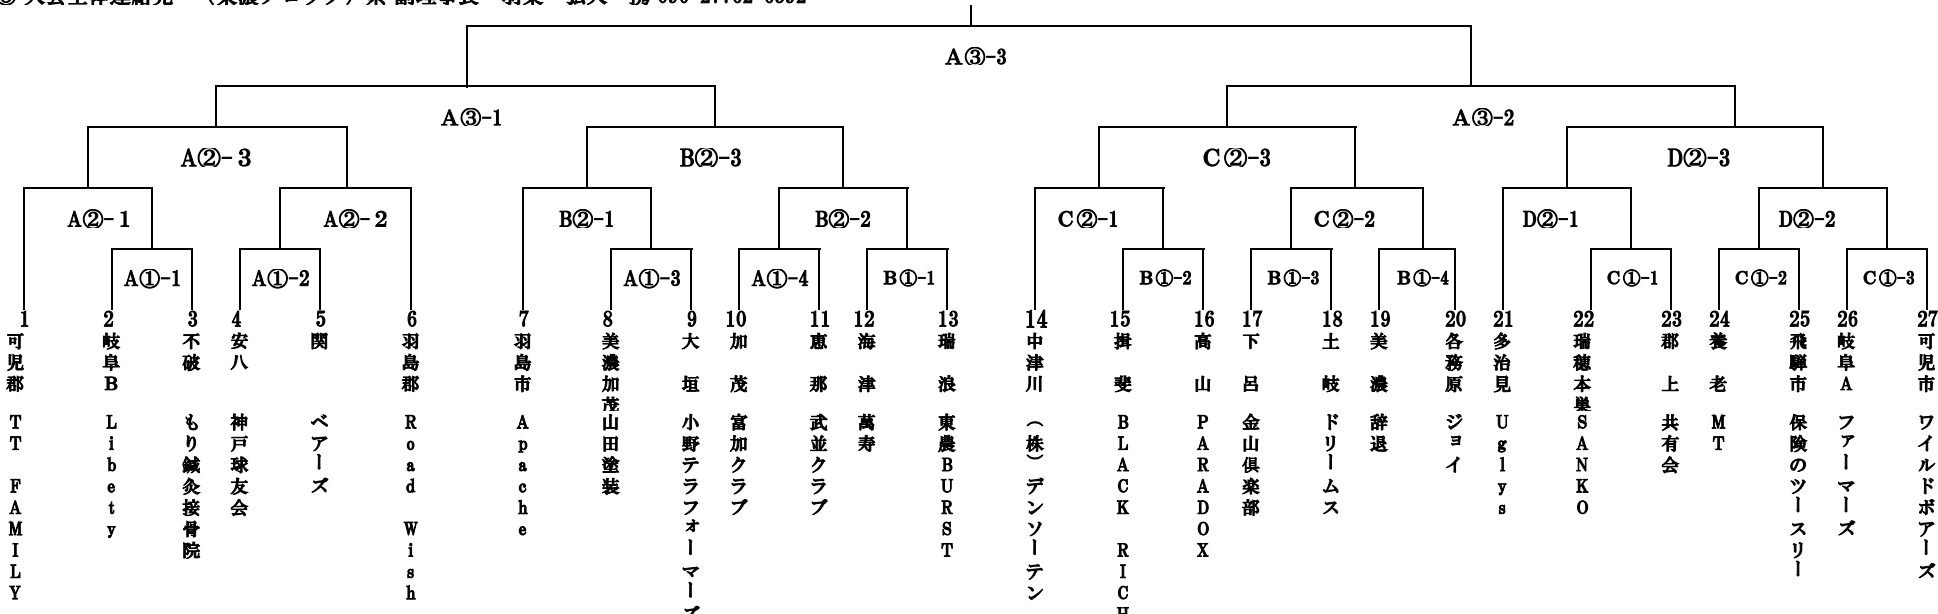 A③-3
A③-1
A③-2
A②-３
B②-3
C②-3
D②-3
A②-１
A②-２
B②-1
B②-2
C②-1
C②-2
D②-1
D②-2
A①-1
A①-2
A①-3
A①-4
B①-1
B①-2
B①-3
B①-4
C①-1
C①-2
C①-3
1 可児郡 TT FAMILY
2 岐阜B Libety
3 不破 もり鍼灸接骨院
4 安八 神戸球友会
5 関 ベアーズ
6 羽島郡 Road Wish
7 羽島市 Apache
8 美濃加茂 山田塗装
9 大垣 小野テラフォーマーズ
10 加茂 富加クラブ
11 恵那 武並クラブ
12 海津 萬寿
13 瑞浪 東農BURST
14 中津川 （株）デンソーテン
15 揖斐 BLACK RICH
16 高山 PARADOX
17 下呂 金山倶楽部
18 土岐 ドリームス
19 美濃 辞退
20 各務原 ジョイ
21 多治見 Uglys
22 瑞穂本巣 SANKO
23 郡上 共有会
24 養老 MT
25 飛騨市 保険のツースリー
26 岐阜A ファーマーズ
27 可児市 ワイルドボアーズ